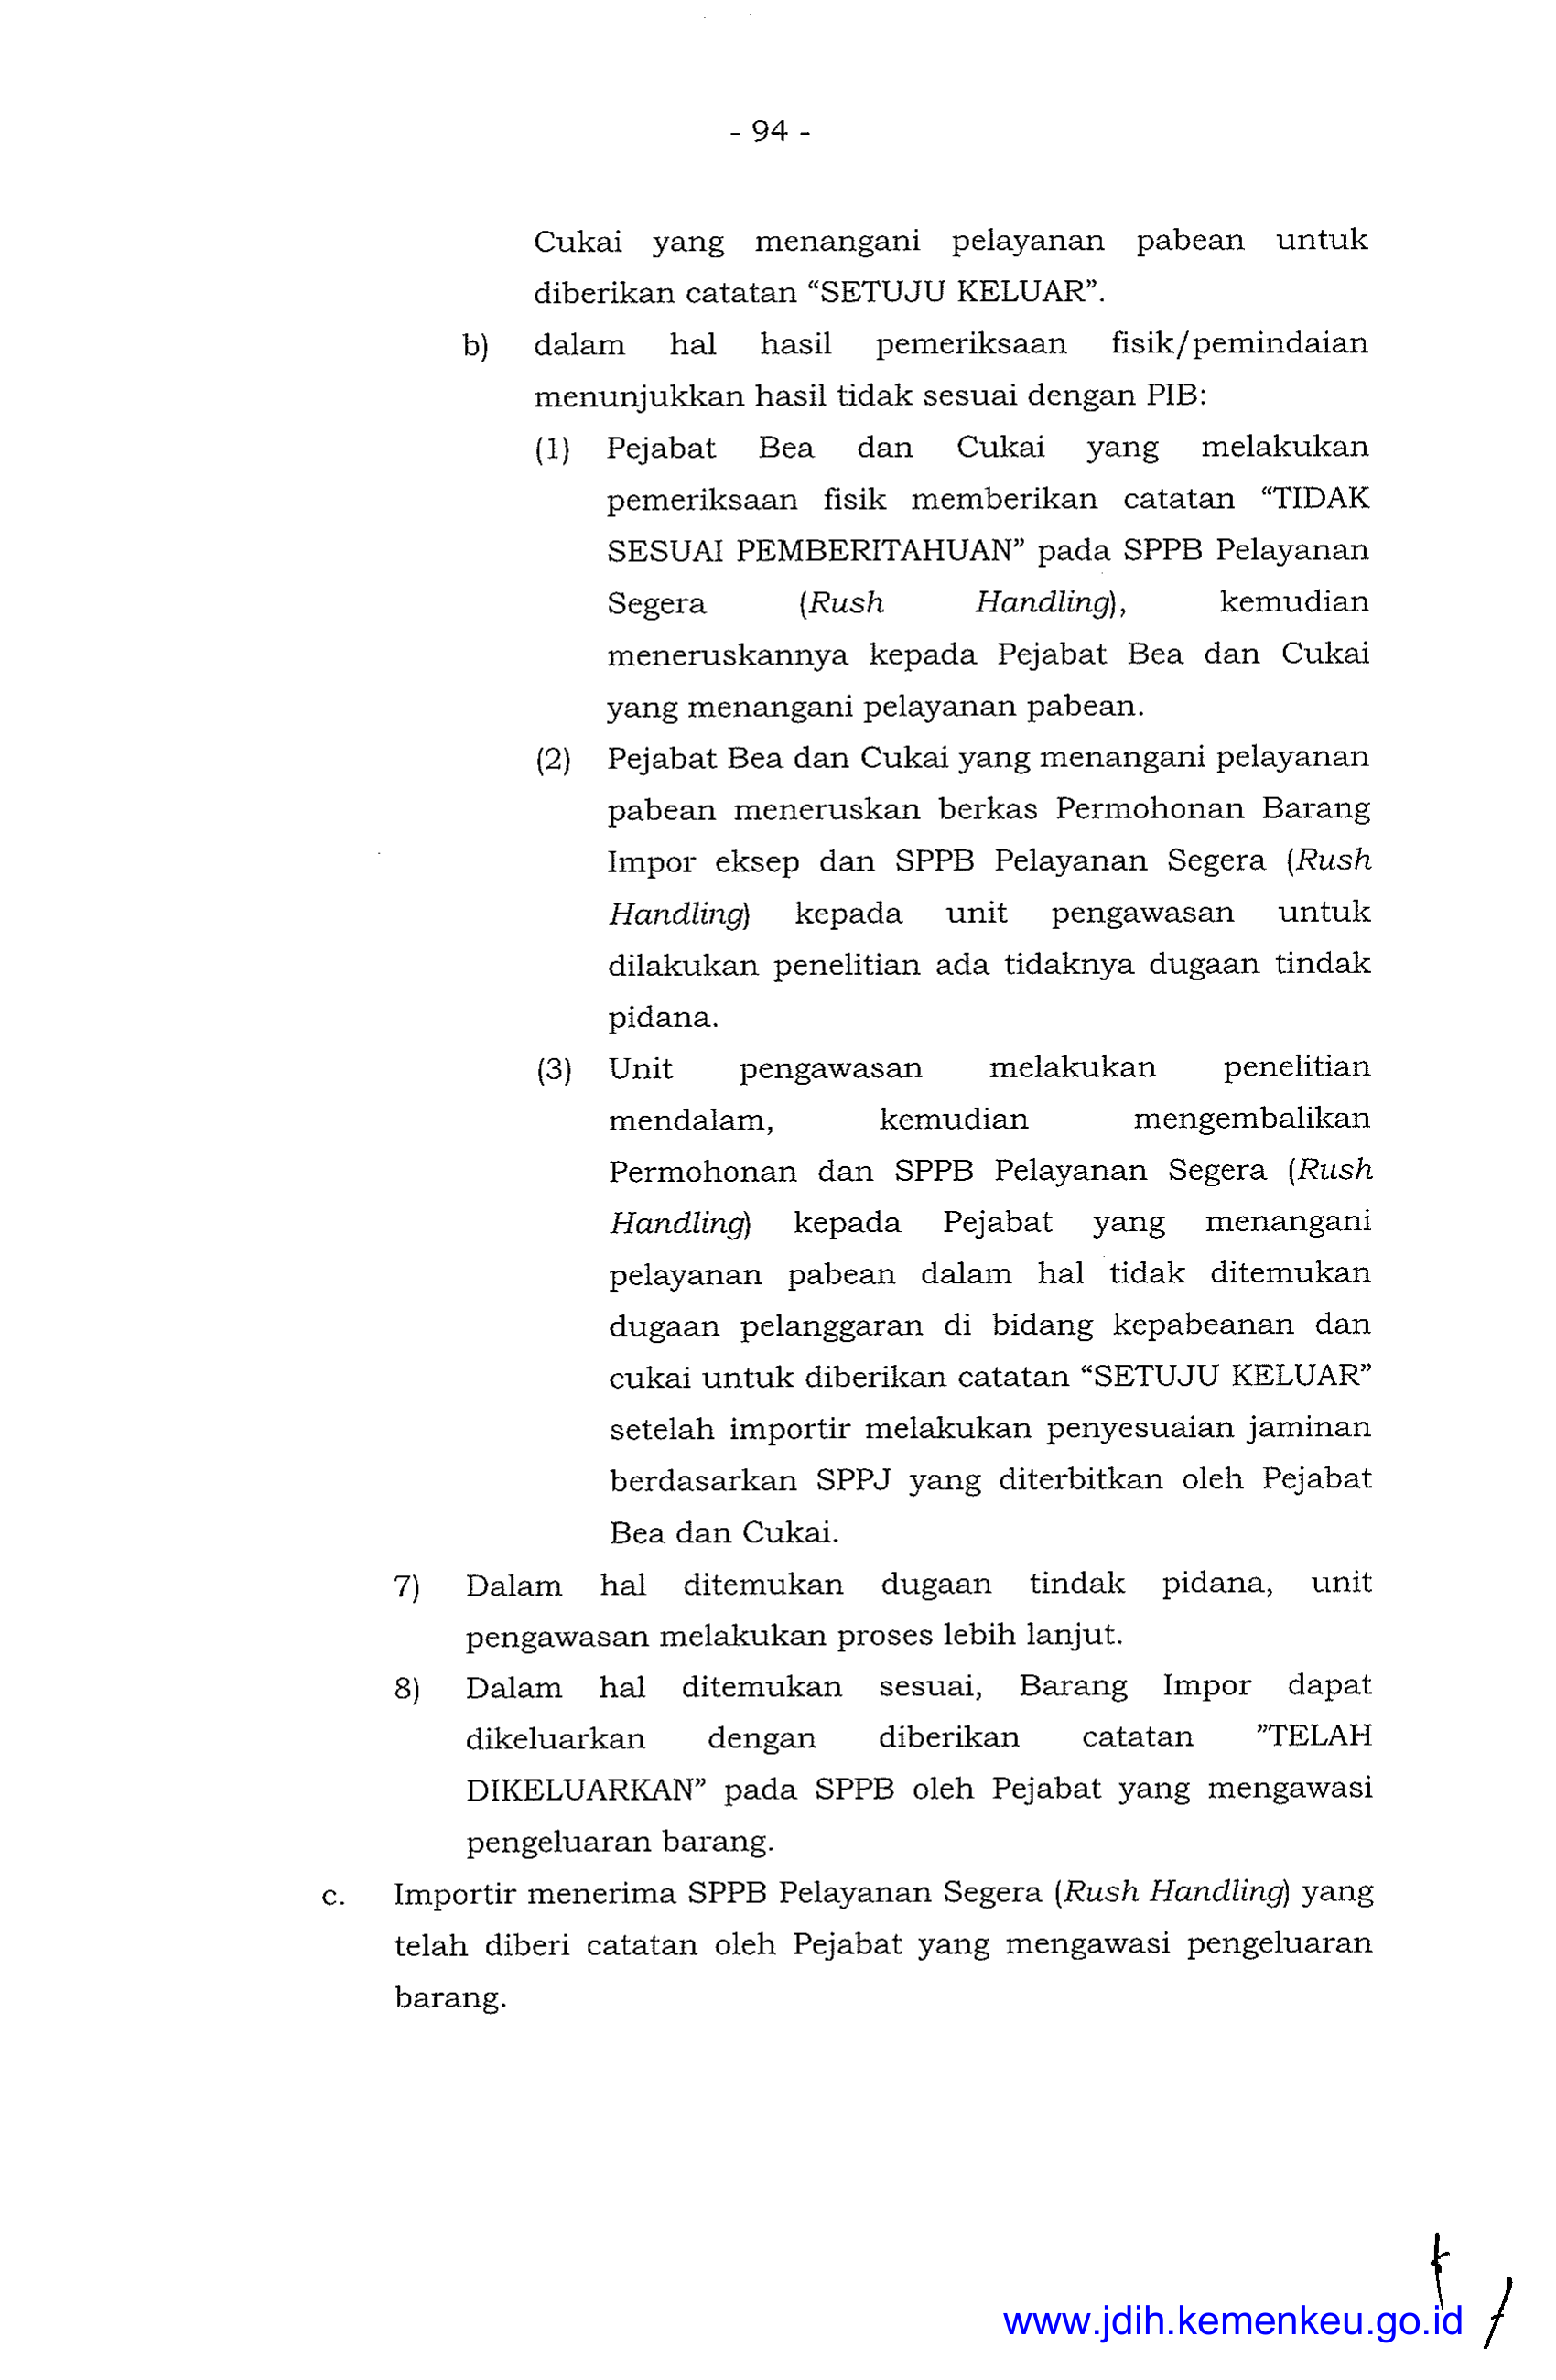 - 94 -
Cukai yang menangani pelayanan pabean untuk
diberikan catatan “SETUJU KELUAR”.
b) dalam hal hasil pemeriksaan fisik/pemindaian
menunjukkan hasil tidak sesuai dengan PIB:
(1) Pejabat Bea dan Cukai yang melakukan
pemeriksaan fisik memberikan catatan “TIDAK
SESUAI PEMBERITAHUAN” pada SPPB Pelayanan
Segera (Rush Handling), kemudian
meneruskannya kepada Pejabat Bea dan Cukai
yang menangani pelayanan pabean.
(2) Pejabat Bea dan Cukai yang menangani pelayanan
pabean meneruskan berkas Permohonan Barang
Impor eksep dan SPPB Pelayanan Segera (Rush
Handling) kepada unit pengawasan untuk
dilakukan penelitian ada tidaknya dugaan tindak
pidana.
(3) Unit pengawasan melakukan penelitian
mendalam, kemudian mengembalikan
Permohonan dan SPPB Pelayanan Segera (Rush
Handling) kepada Pejabat yang menangani
pelayanan pabean dalam hal tidak ditemukan
dugaan pelanggaran di bidang kepabeanan dan
cukai untuk diberikan catatan “SETUJU KELUAR”
setelah importir melakukan penyesuaian jaminan
berdasarkan SPPJ yang diterbitkan oleh Pejabat
Bea dan Cukai.
7) Dalam hal ditemukan dugaan tindak pidana, unit
pengawasan melakukan proses lebih lanjut.
8) Dalam hal ditemukan sesuai, Barang Impor dapat
dikeluarkan dengan diberikan catatan ”TELAH
DIKELUARKAN” pada SPPB oleh Pejabat yang mengawasi
pengeluaran barang.
c. Importir menerima SPPB Pelayanan Segera (Rush Handling) yang
telah diberi catatan oleh Pejabat yang mengawasi pengeluaran
barang.
www.jdih.kemenkeu.go.id